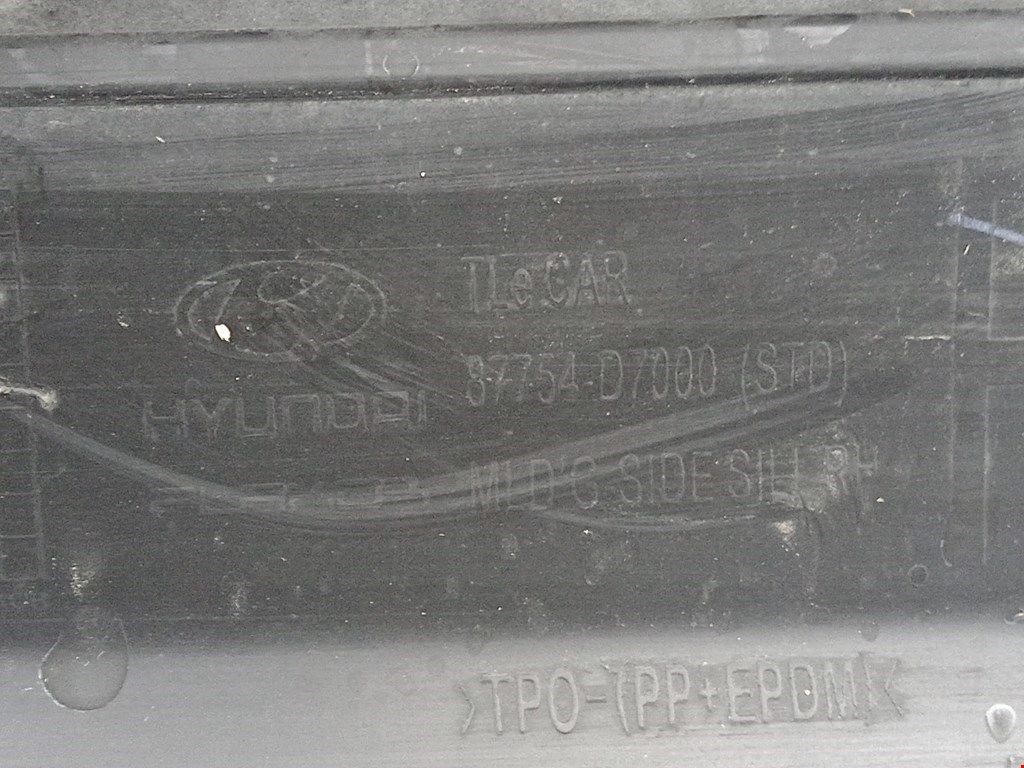 TLe CAR
87754-D7000 (STD)
HYUNDAI
MLD'G-SIDE SILL RH
>TPO-(PP+EPDM)<